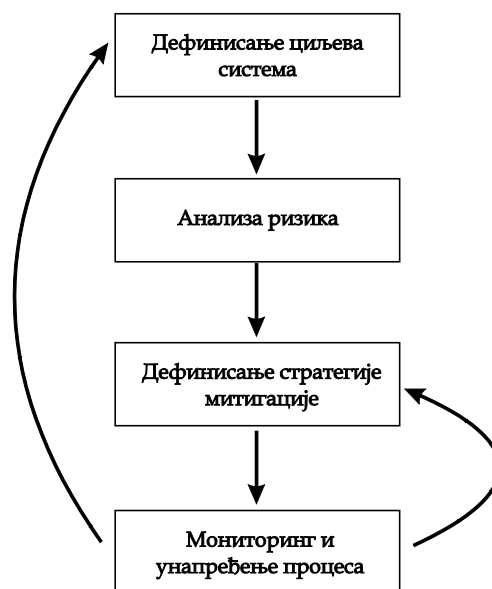 Дефинисање циљева
система
Анализа ризика
Дефинисање стратегије
митигације
Мониторинг и
унапређење процеса